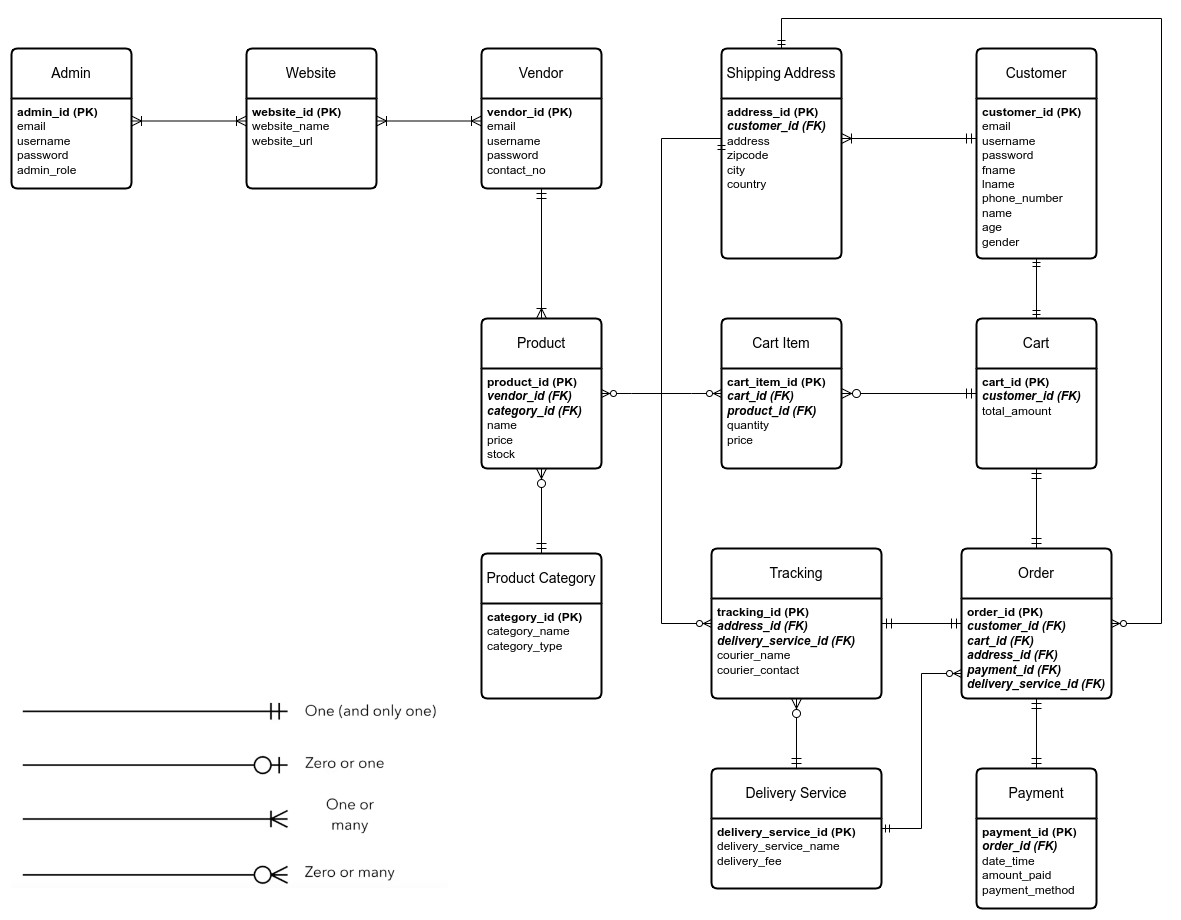 Admin
admin_id (PK)
email
username
password
admin_role
Website
website_id (PK)
website_name
website_url
Vendor
vendor_id (PK)
email
username
password
contact_no
Shipping Address
address_id (PK)
customer_id (FK)
address
zipcode
city
country
Customer
customer_id (PK)
email
username
password
fname
lname
phone_number
name
age
gender
Product
product_id (PK)
vendor_id (FK)
category_id (FK)
name
price
stock
Cart Item
cart_item_id (PK)
cart_id (FK)
product_id (FK)
quantity
price
Cart
cart_id (PK)
customer_id (FK)
total_amount
Product Category
category_id (PK)
category_name
category_type
Tracking
tracking_id (PK)
address_id (FK)
delivery_service_id (FK)
courier_name
courier_contact
Order
order_id (PK)
customer_id (FK)
cart_id (FK)
address_id (FK)
payment_id (FK)
delivery_service_id (FK)
Delivery Service
delivery_service_id (PK)
delivery_service_name
delivery_fee
Payment
payment_id (PK)
order_id (FK)
date_time
amount_paid
payment_method
One (and only one)
Zero or one
One or
many
Zero or many